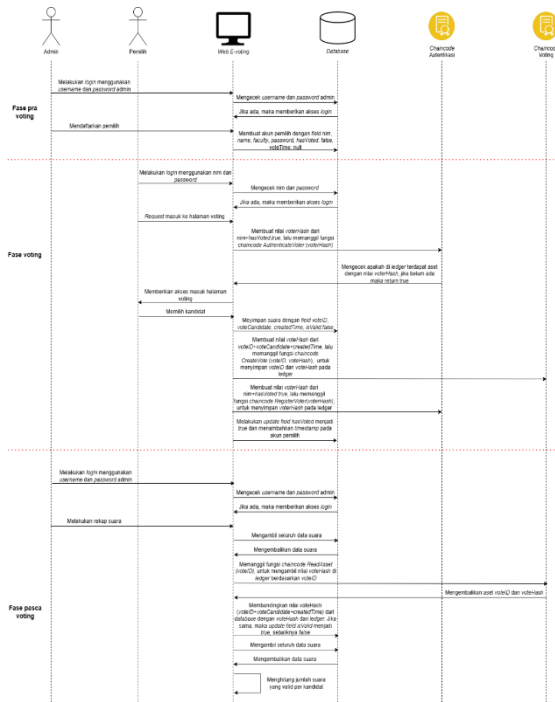 Admin
Pemilih
Web E-voting
Database
Chaincode
Autentikasi
Chaincode
Voting
Fase pra
voting
Melakukan login menggunakan
username dan password admin
Mengecek username dan password admin
Jika ada, maka memberikan akses login
Mendaftarkan pemilih
Membuat akun pemilih dengan field nim,
name, faculty, password, hasVoted: false,
voteTime: null
Fase voting
Melakukan login menggunakan nim dan
password
Mengecek nim dan password
Jika ada, maka memberikan akses login
Request masuk ke halaman voting
Membuat nilai voterHash dari
nim+hasVoted:true, lalu memanggil fungsi
chaincode AuthenticateVoter (voterHash)
Mengecek apakah di ledger terdapat aset
dengan nilai voterHash, jika belum ada
maka return true
Memberikan akses masuk halaman
voting
Memilih kandidat
Meyimpan suara dengan field voteID,
voteCandidate, createdTime, isValid:false
Membuat nilai voteHash dari
voteID+voteCandidate+createdTime, lalu
memanggil fungsi chaincode
CreateVote (voteID, voteHash), untuk
menyimpan voteID dan voteHash pada
ledger
Membuat nilai voterHash dari
nim+hasVoted:true, lalu memanggil
fungsi chaincode RegisterVoter(voterHash),
untuk menyimpan voterHash pada ledger
Melakukan update field hasVoted menjadi
true dan menambahkan timestamp pada
akun pemilih
Fase pasca
voting
Melakukan login menggunakan
username dan password admin
Mengecek username dan password admin
Jika ada, maka memberikan akses login
Melakukan rekap suara
Mengambil seluruh data suara
Mengembalikan data suara
Memanggil fungsi chaincode ReadAsset
(voteID), untuk mengambil nilai voteHash di
ledger berdasarkan voteID
Mengembalikan aset voteID dan voteHash
Membandingkan nilai voteHash
(voteID+voteCandidate+createdTime) dari
database dengan voteHash dari ledger. Jika
sama, maka update field isValid menjadi
true, sebaliknya false
Mengambil seluruh data suara
Mengembalikan data suara
Menghitung jumlah suara
yang valid per kandidat